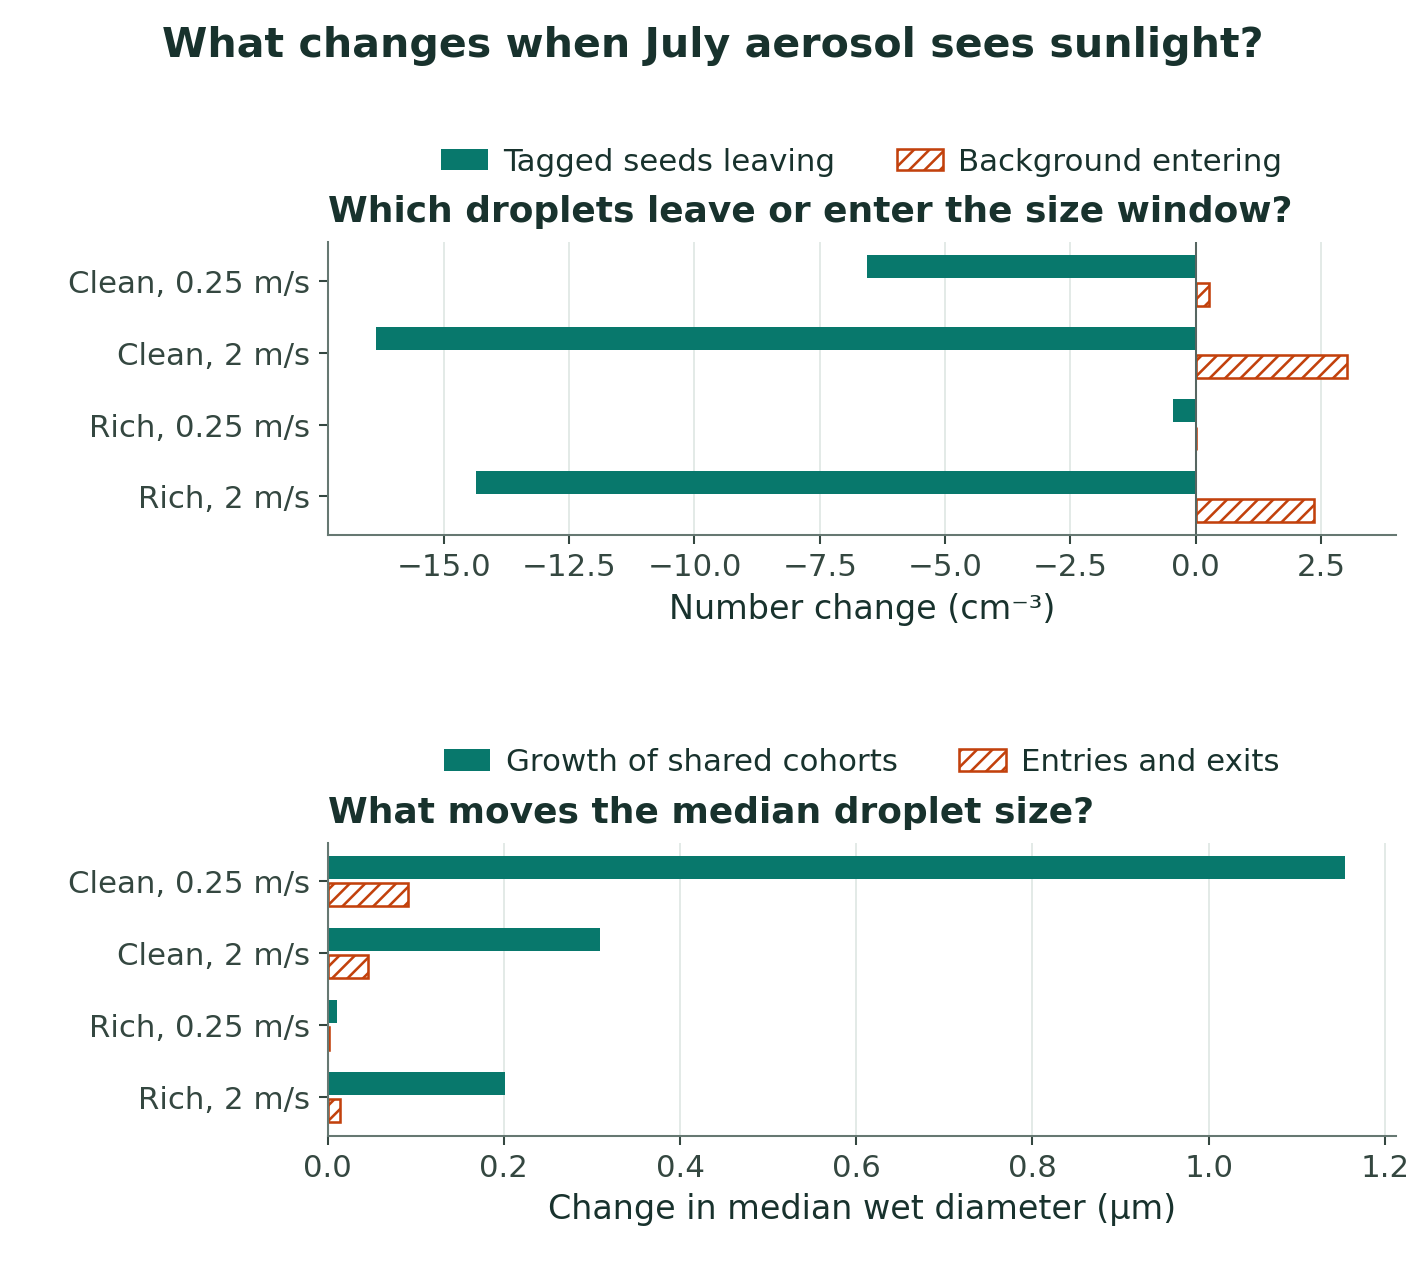 What changes when July aerosol sees sunlight?
Tagged seeds leaving
Background entering
Which droplets leave or enter the size window?
Clean, 0.25 m/s
Clean, 2 m/s
Rich, 0.25 m/s
Rich, 2 m/s
−15.0 −12.5 −10.0 −7.5 −5.0 −2.5 0.0 2.5
Number change (cm⁻³)
Growth of shared cohorts
Entries and exits
What moves the median droplet size?
Clean, 0.25 m/s
Clean, 2 m/s
Rich, 0.25 m/s
Rich, 2 m/s
0.0 0.2 0.4 0.6 0.8 1.0 1.2
Change in median wet diameter (μm)